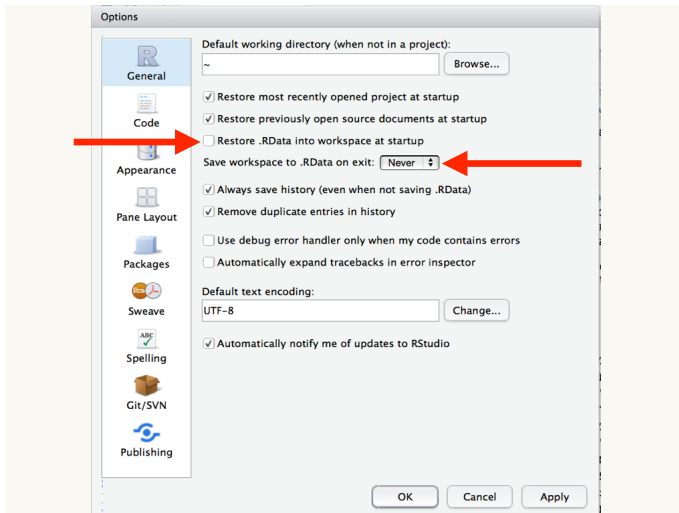 Options
General
Code
Appearance
Pane Layout
Packages
Sweave
ABC
Spelling
Git/SVN
Publishing
Default working directory (when not in a project):
~
Browse...
Restore most recently opened project at startup
Restore previously open source documents at startup
Restore .RData into workspace at startup
Save workspace to .RData on exit: Never
Always save history (even when not saving .RData)
Remove duplicate entries in history
Use debug error handler only when my code contains errors
Automatically expand tracebacks in error inspector
Default text encoding:
UTF-8
Change...
Automatically notify me of updates to RStudio
OK Cancel Apply